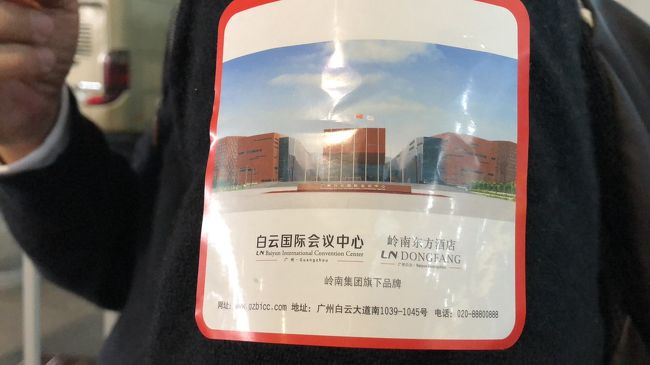 白云国际会议中心
LN Baiyun International Convention Center
广州·Guangzhou
岭南东方酒店
LN DONGFANG
岭南集团旗下品牌
网址: www.gzbicc.com 地址: 广州白云大道南1039-1045号 电话: 020-88800888